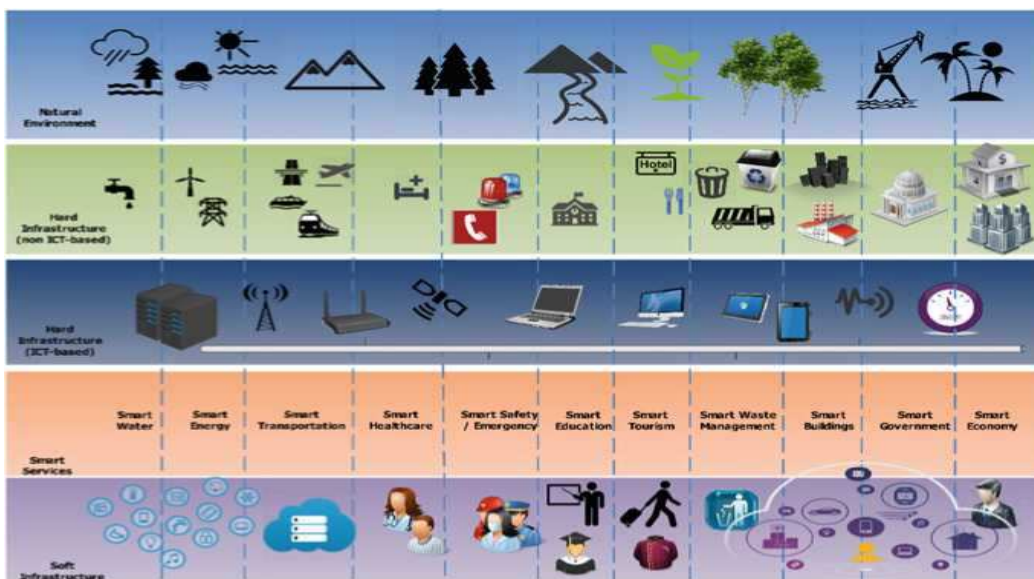 Natural
Environment
Hotel
$
Hard
Infrastructure
(non ICT-based)
Hard
Infrastructure
(ICT-based)
Smart
Water
Smart
Energy
Smart
Transportation
Smart
Healthcare
Smart Safety
/ Emergency
Smart
Education
Smart
Tourism
Smart Waste
Management
Smart
Buildings
Smart
Government
Smart
Economy
Smart
Services
Soft
Infrastructure